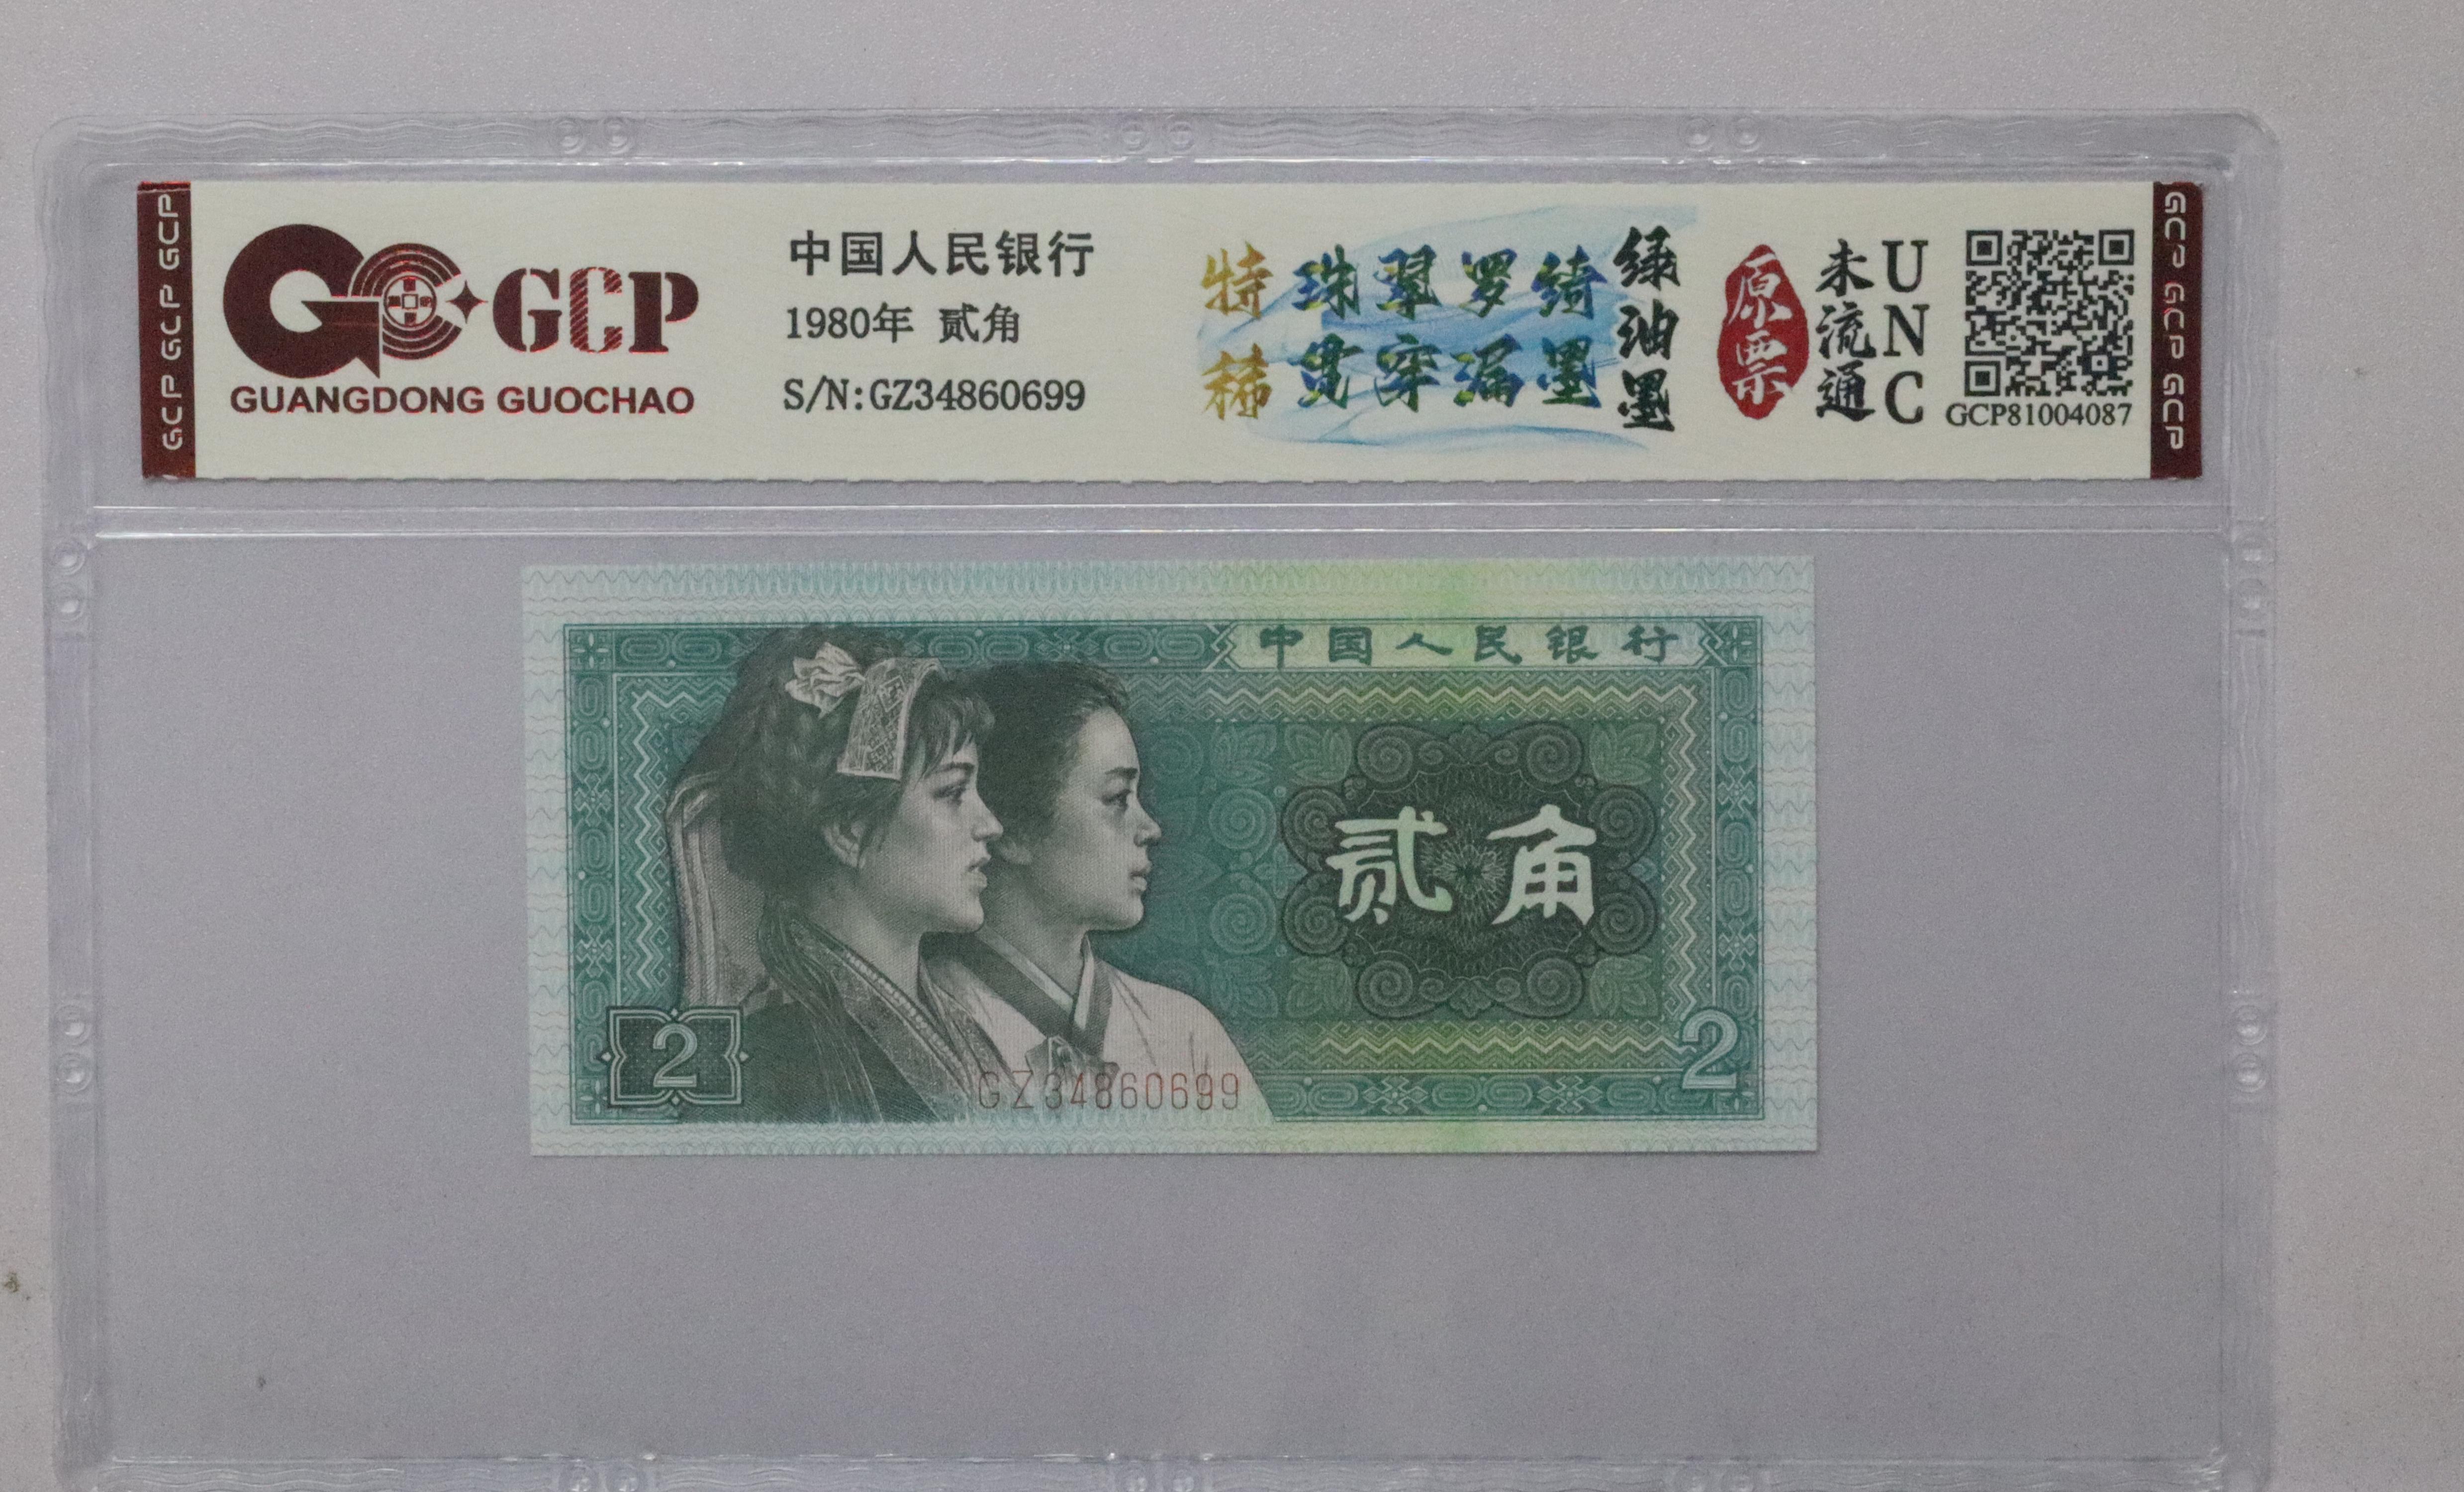 GCP GCP GCP
GCP
GUANGDONG GUOCHAO
中国人民银行
1980年 贰角
S/N:GZ34860699
特稀
珠翠罗绮
贯穿漏墨
绿油墨
原票
未流通
UNC
GCP81004087
GCP GCP GCP
中国人民银行
贰角
2
GZ34860699
2